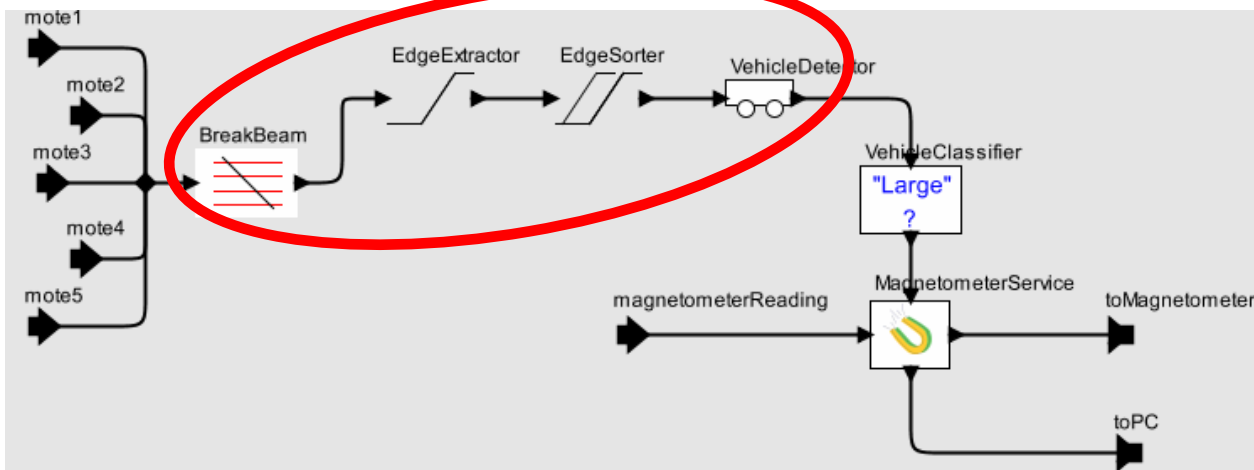 mote1
mote2
mote3
mote4
mote5
BreakBeam
EdgeExtractor
EdgeSorter
VehicleDetector
VehicleClassifier
"Large"
?
magnetometerReading
MagnetometerService
toMagnetometer
toPC